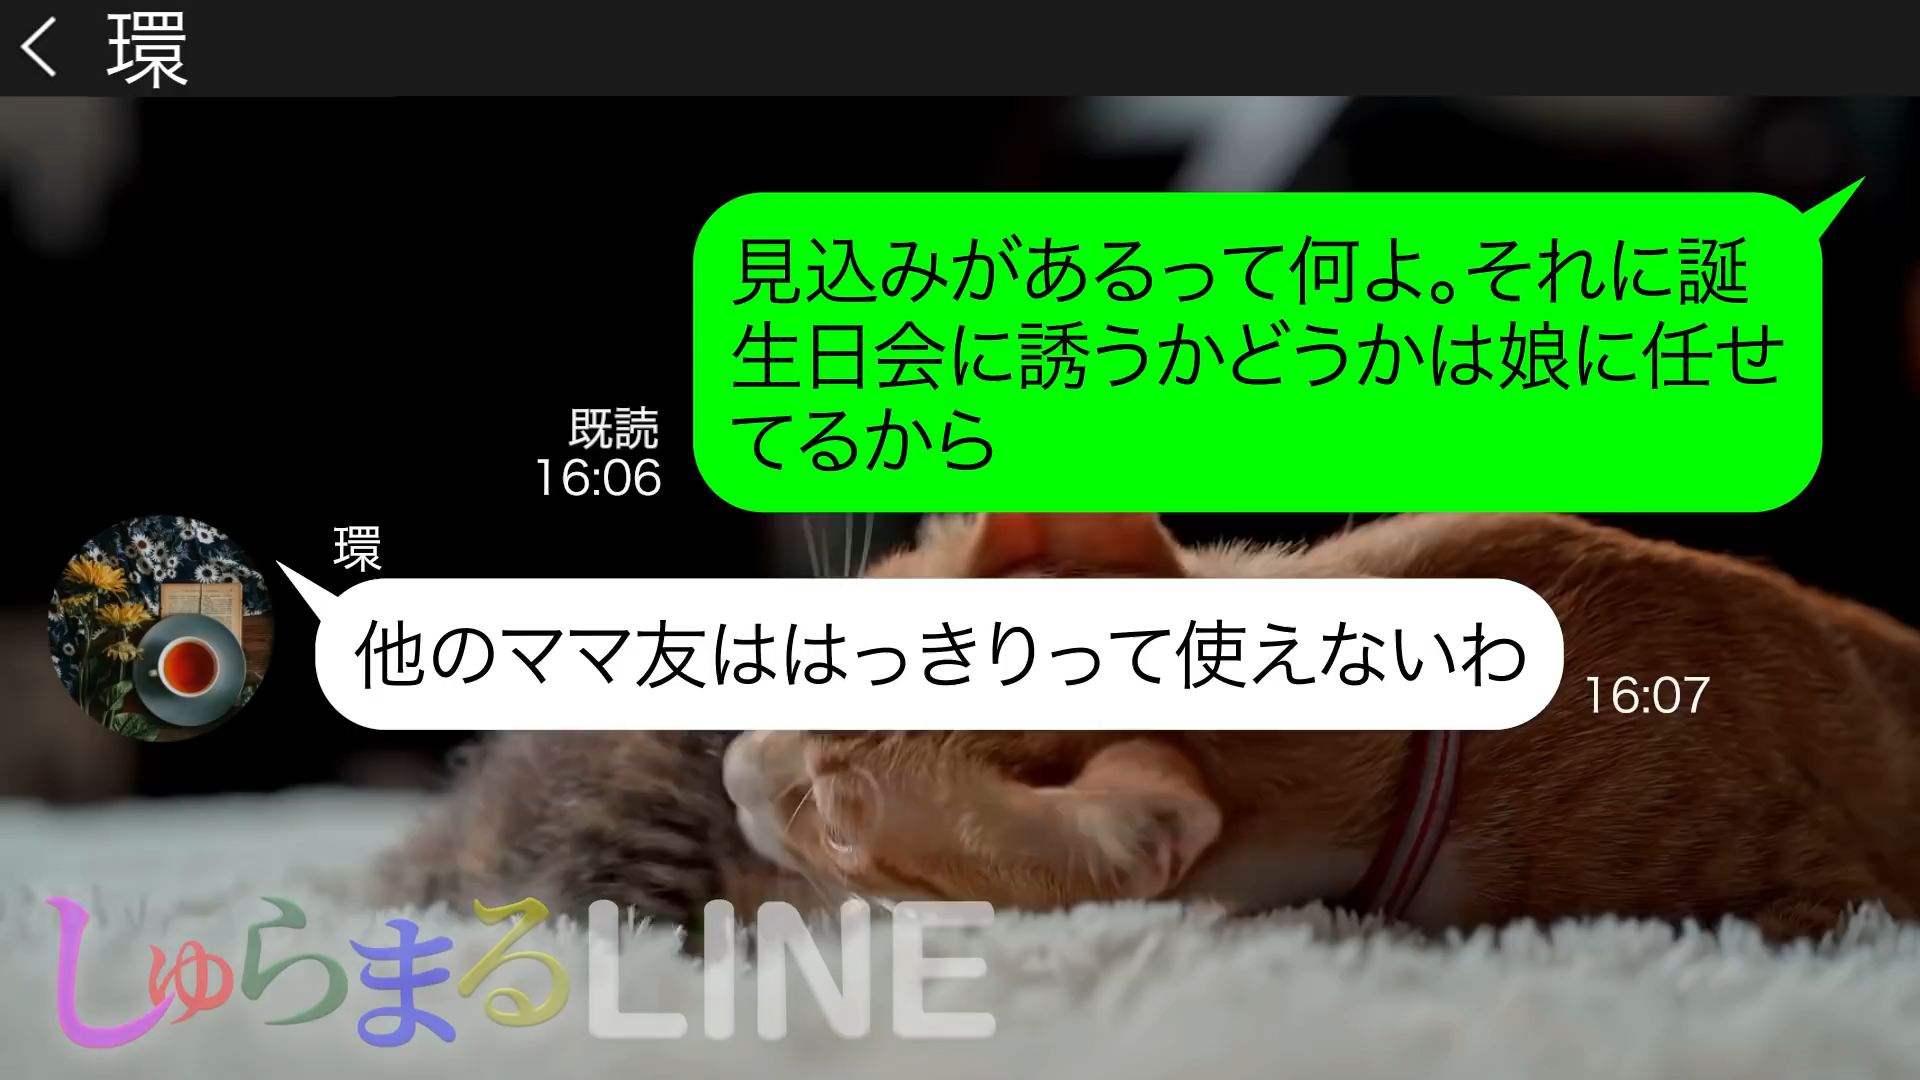 環
見込みがあるって何よ。それに誕
生日会に誘うかどうかは娘に任せ
てるから
既読
16:06
環
他のママ友ははっきりって使えないわ
16:07
しゅらまるLINE